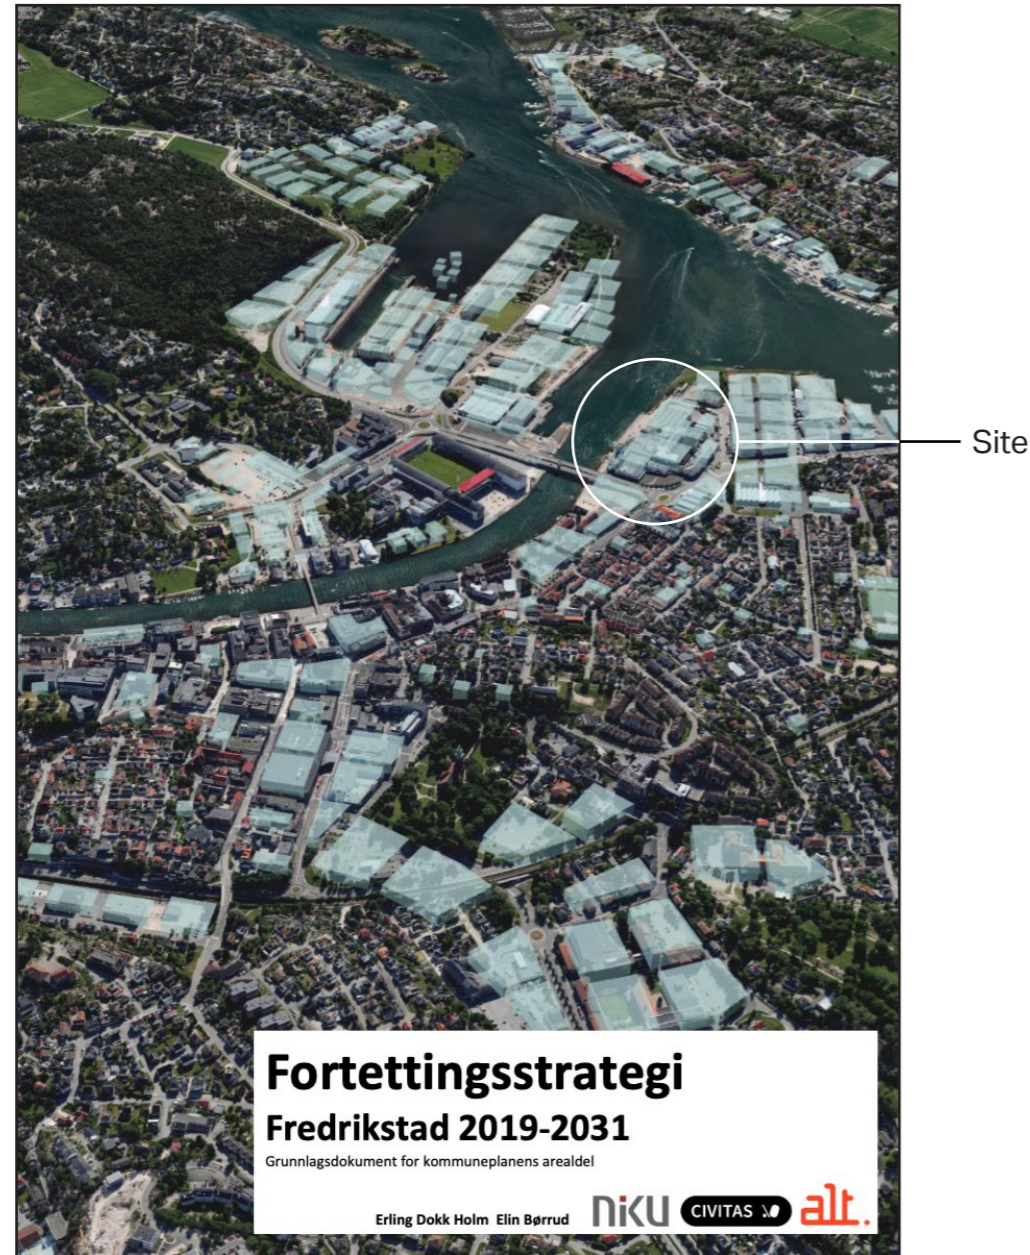 Site
Fortettingsstrategi
Fredrikstad 2019-2031
Grunnlagsdokument for kommuneplanens arealdel
Erling Dokk Holm Elin Børrud niKU CIVITAS alt.